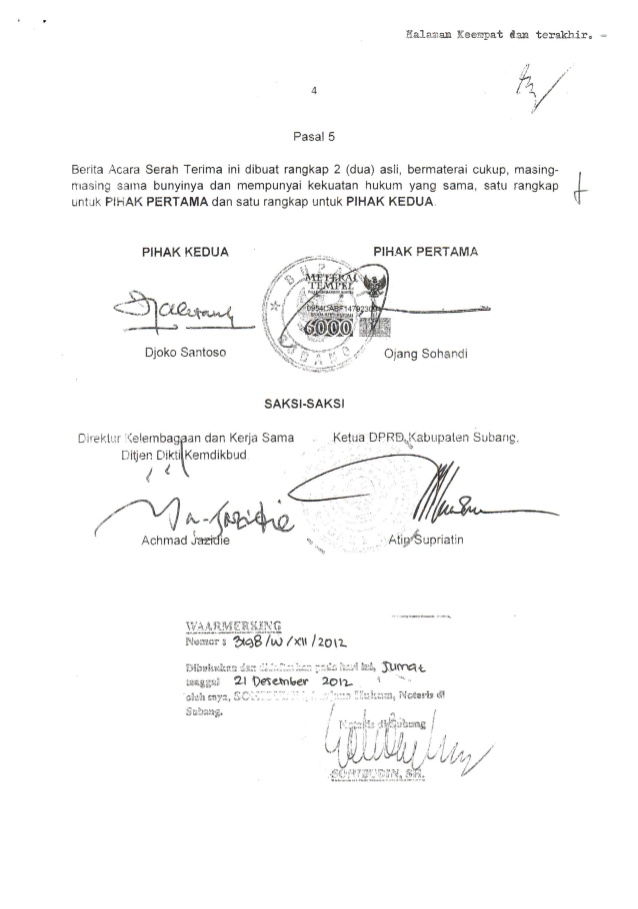 Halaman Keempat dan terakhir. -
4
Pasal 5
Berita Acara Serah Terima ini dibuat rangkap 2 (dua) asli, bermaterai cukup, masing-
masing sama bunyinya dan mempunyai kekuatan hukum yang sama, satu rangkap
untuk PIHAK PERTAMA dan satu rangkap untuk PIHAK KEDUA.
PIHAK KEDUA
PIHAK PERTAMA
BUPATI
METERAI
TEMPEL
6000
SUBANG
Djoko Santoso
Ojang Sohandi
SAKSI-SAKSI
Direktur Kelembagaan dan Kerja Sama
Ditjen Dikti Kemdikbud
Ketua DPRD Kabupaten Subang,
Achmad Jazidie
Atip Supriatin
WAARMERKING
Nomor : 3198/W/XII/2012
Dibukukan dan didaftarkan pada hari ini, Jumat
tanggal 21 Desember 2012
oleh saya, Sarjana Hukum, Notaris di
Subang.
Notaris di Subang
SH.